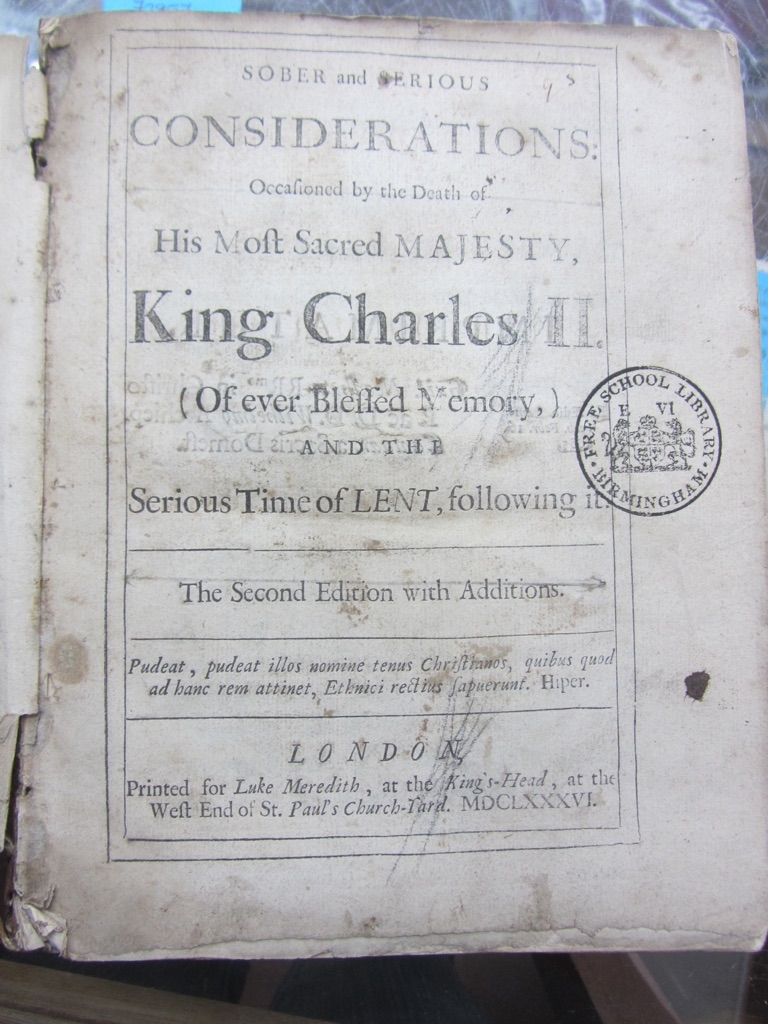 SOBER and SERIOUS
CONSIDERATIONS:
Occaſioned by the Death of
His Moſt Sacred MAJESTY,
King Charles II.
(Of ever Bleſſed Memory,)
AND THE
Serious Time of LENT, following it.
The Second Edition with Additions.
Pudeat, pudeat illos nomine tenus Chriſtianos, quibus quod
ad hanc rem attinet, Ethnici rectius ſapuerunt. Hiper.
LONDON,
Printed for Luke Meredith, at the King's-Head, at the
Weſt End of St. Paul's Church-Yard. MDCLXXXVI.
FREE SCHOOL LIBRARY
E VI
BIRMINGHAM